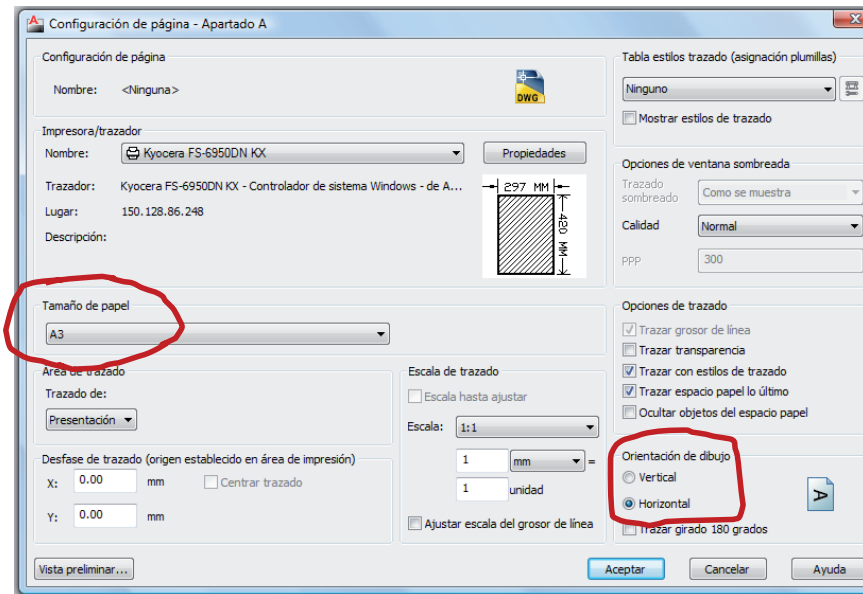 Configuración de página - Apartado A
Configuración de página
Nombre: <Ninguna>
DWG
Impresora/trazador
Nombre: Kyocera FS-6950DN KX
Propiedades
Trazador: Kyocera FS-6950DN KX - Controlador de sistema Windows - de A...
Lugar: 150.128.86.248
Descripción:
297 MM
420 MM
Tamaño de papel
A3
Área de trazado
Trazado de:
Presentación
Desfase de trazado (origen establecido en área de impresión)
X: 0.00 mm
Centrar trazado
Y: 0.00 mm
Escala de trazado
Escala hasta ajustar
Escala: 1:1
1 mm =
1 unidad
Ajustar escala del grosor de línea
Tabla estilos trazado (asignación plumillas)
Ninguno
Mostrar estilos de trazado
Opciones de ventana sombreada
Trazado sombreado
Como se muestra
Calidad Normal
PPP 300
Opciones de trazado
Trazar grosor de línea
Trazar transparencia
Trazar con estilos de trazado
Trazar espacio papel lo último
Ocultar objetos del espacio papel
Orientación de dibujo
Vertical
Horizontal
A
Trazar girado 180 grados
Vista preliminar...
Aceptar
Cancelar
Ayuda